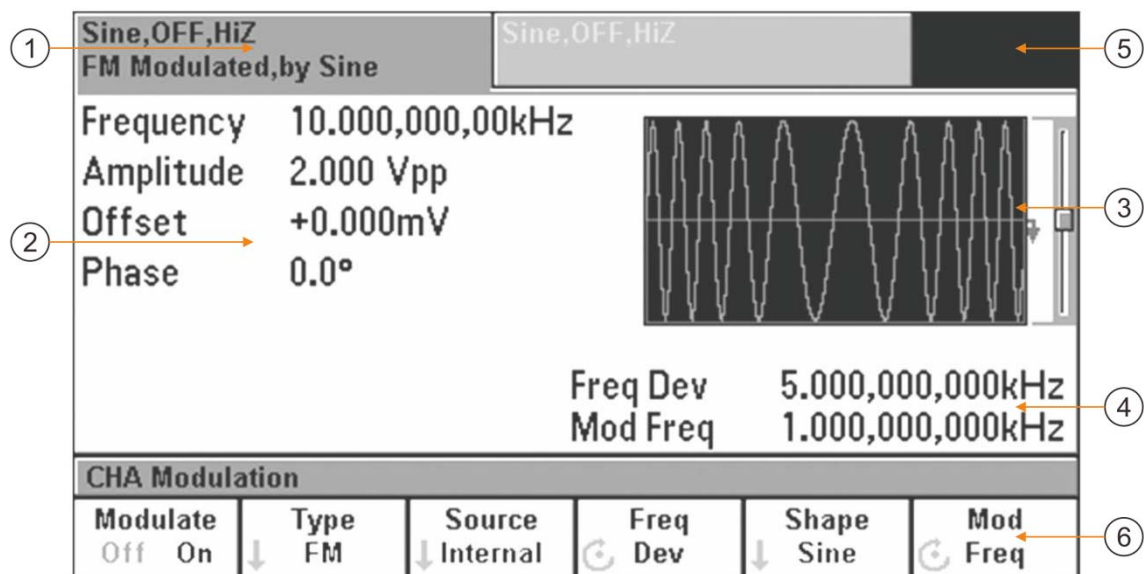 Sine,OFF,HiZ
FM Modulated,by Sine
Sine,OFF,HiZ
Frequency 10.000,000,00kHz
Amplitude 2.000 Vpp
Offset +0.000mV
Phase 0.0°
Freq Dev 5.000,000,000kHz
Mod Freq 1.000,000,000kHz
CHA Modulation
Modulate Off On
Type FM
Source Internal
Freq Dev
Shape Sine
Mod Freq
1
2
3
4
5
6